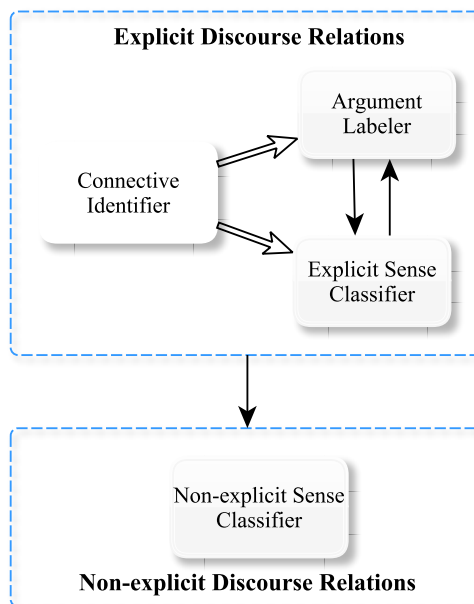 Explicit Discourse Relations
Argument
Labeler
Connective
Identifier
Explicit Sense
Classifier
Non-explicit Sense
Classifier
Non-explicit Discourse Relations